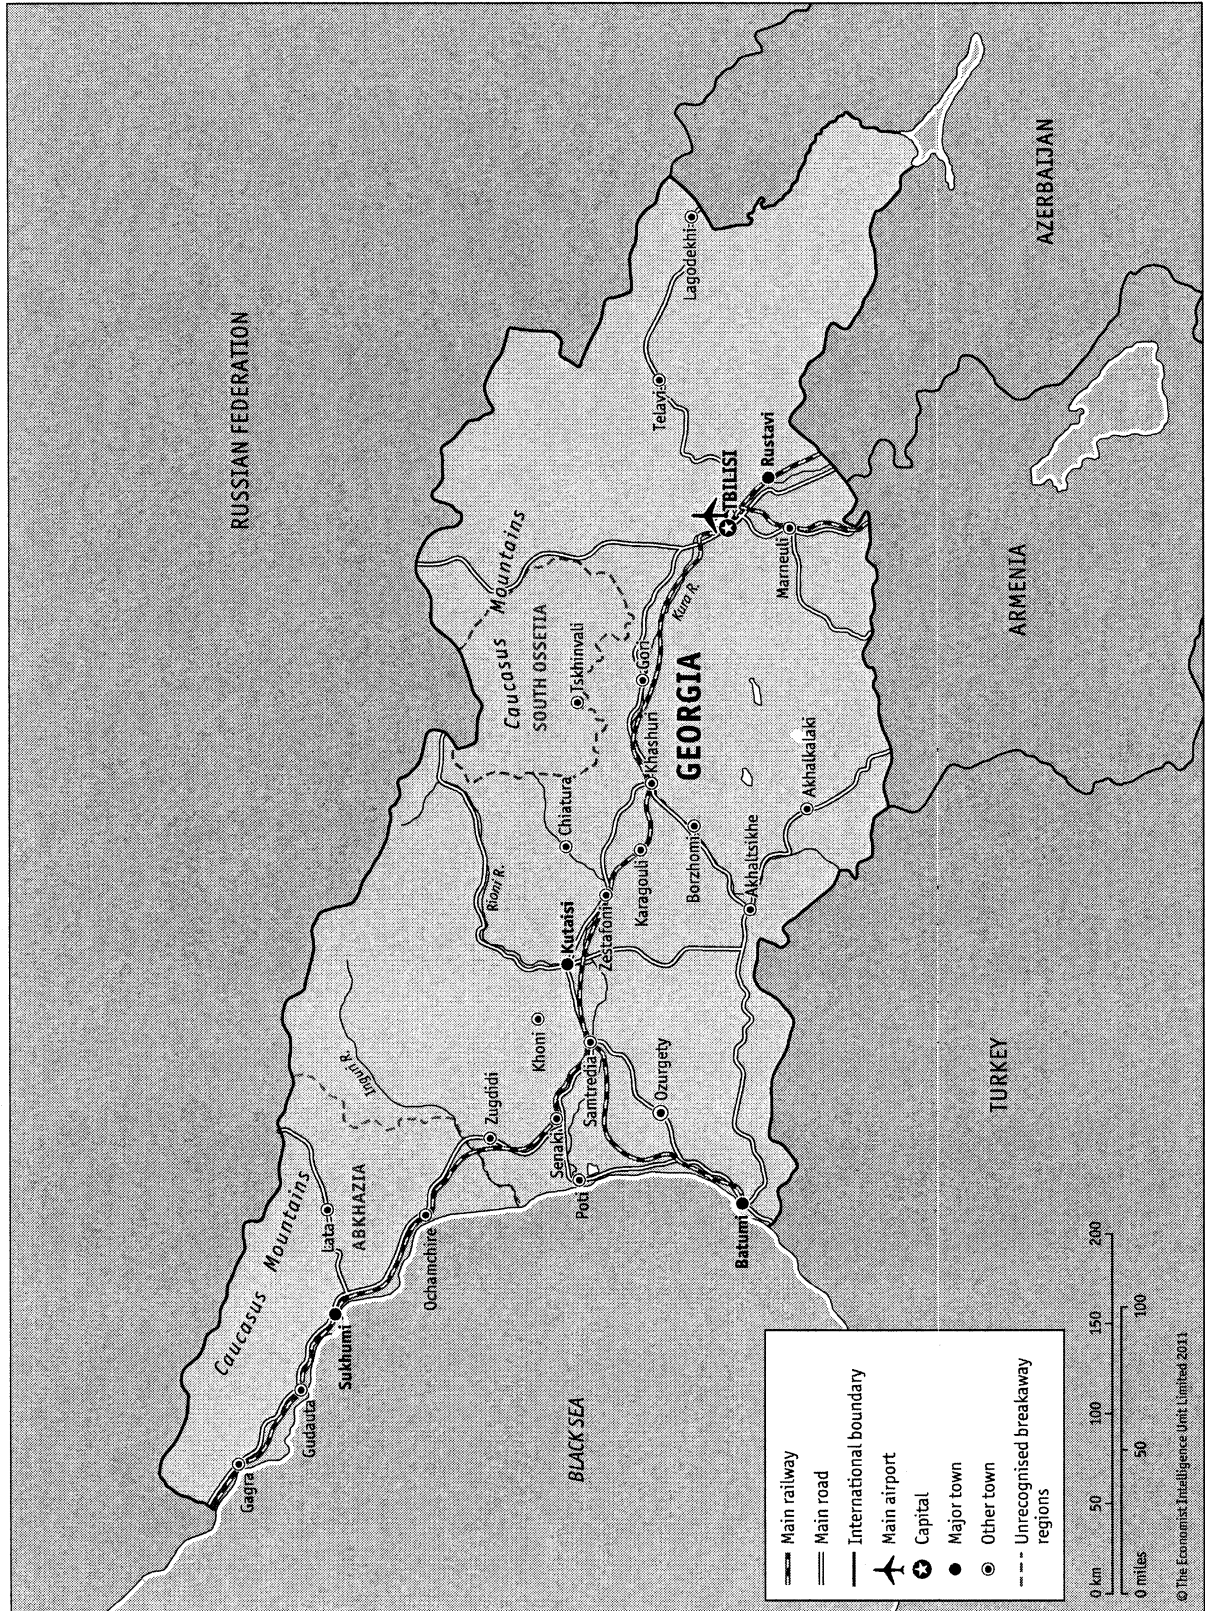 RUSSIAN FEDERATION
Caucasus Mountains
Gagra
Gudauta
Sukhumi
Lata
ABKHAZIA
Ochamchire
Inguri R.
Zugdidi
Khoni
Senaki
Poti
Samtredia
Ozurgety
Batumi
BLACK SEA
Rioni R.
Kutaisi
Zestafoni
Chiatura
Karagouli
Borzhomi
Akhaltsikhe
Akhalkalaki
Khashuri
Caucasus Mountains
SOUTH OSSETIA
Tskhinvali
Gori
GEORGIA
Kura R.
TBILISI
Rustavi
Marneuli
Telavi
Lagodekhi
TURKEY
ARMENIA
AZERBAIJAN
Main railway
Main road
International boundary
Main airport
Capital
Major town
Other town
Unrecognised breakaway
regions
0 km 50 100 150 200
0 miles 50 100
© The Economist Intelligence Unit Limited 2011